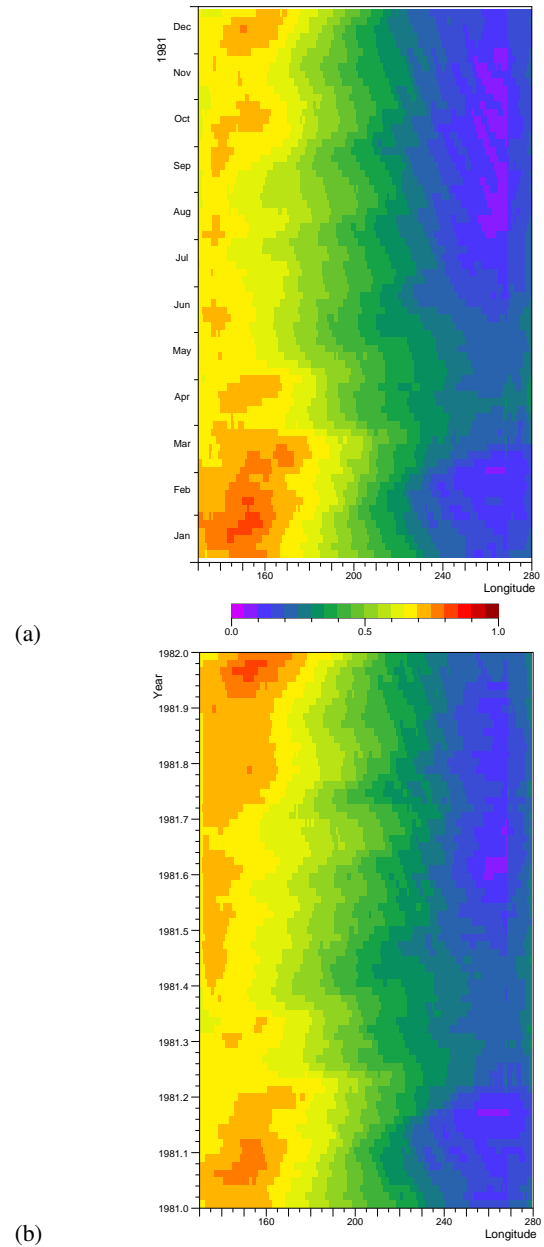 1981
Dec
Nov
Oct
Sep
Aug
Jul
Jun
May
Apr
Mar
Feb
Jan
160 200 240 280
Longitude
0.0 0.5 1.0
(a)
1982.0
Year
1981.9
1981.8
1981.7
1981.6
1981.5
1981.4
1981.3
1981.2
1981.1
1981.0
160 200 240 280
Longitude
(b)